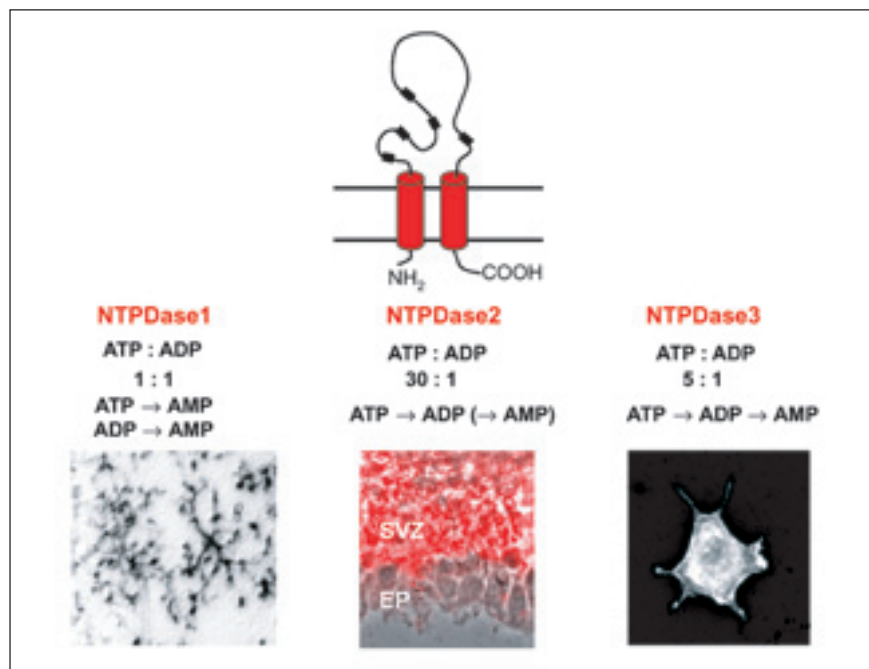 NH2
COOH
NTPDase1
ATP : ADP
1 : 1
ATP → AMP
ADP → AMP
NTPDase2
ATP : ADP
30 : 1
ATP → ADP (→ AMP)
SVZ
EP
NTPDase3
ATP : ADP
5 : 1
ATP → ADP → AMP